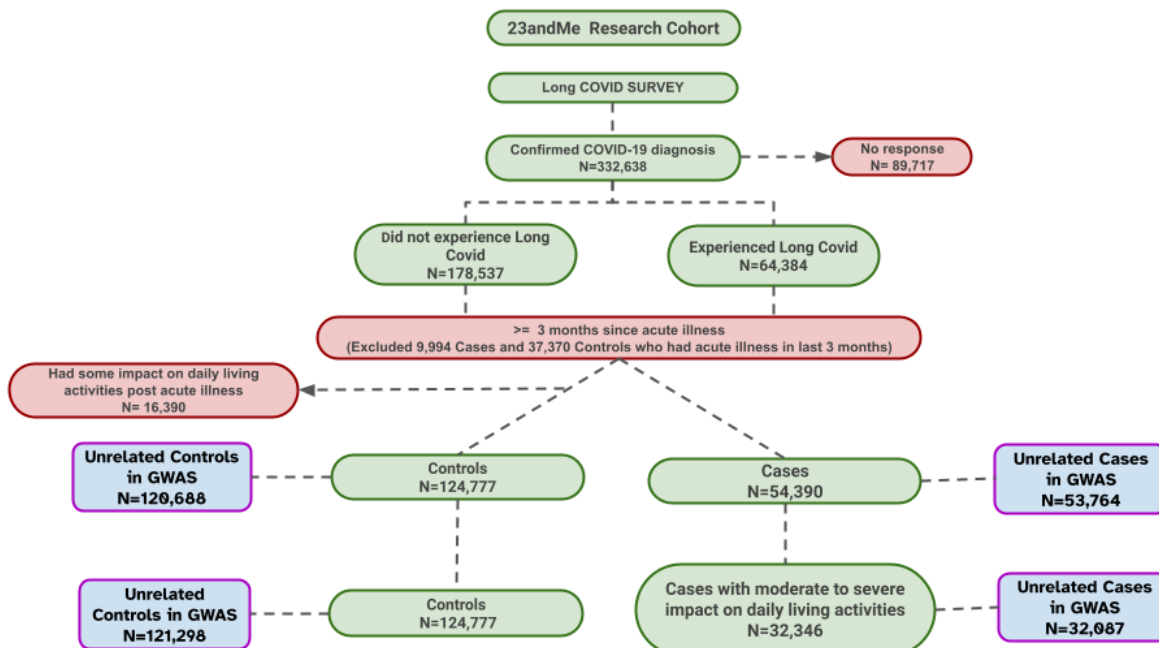 23andMe Research Cohort
Long COVID SURVEY
Confirmed COVID-19 diagnosis
N=332,638
No response
N= 89,717
Did not experience Long
Covid
N=178,537
Experienced Long Covid
N=64,384
>= 3 months since acute illness
(Excluded 9,994 Cases and 37,370 Controls who had acute illness in last 3 months)
Had some impact on daily living
activities post acute illness
N= 16,390
Unrelated Controls
in GWAS
N=120,688
Controls
N=124,777
Cases
N=54,390
Unrelated Cases
in GWAS
N=53,764
Unrelated
Controls in GWAS
N=121,298
Controls
N=124,777
Cases with moderate to severe
impact on daily living activities
N=32,346
Unrelated Cases
in GWAS
N=32,087